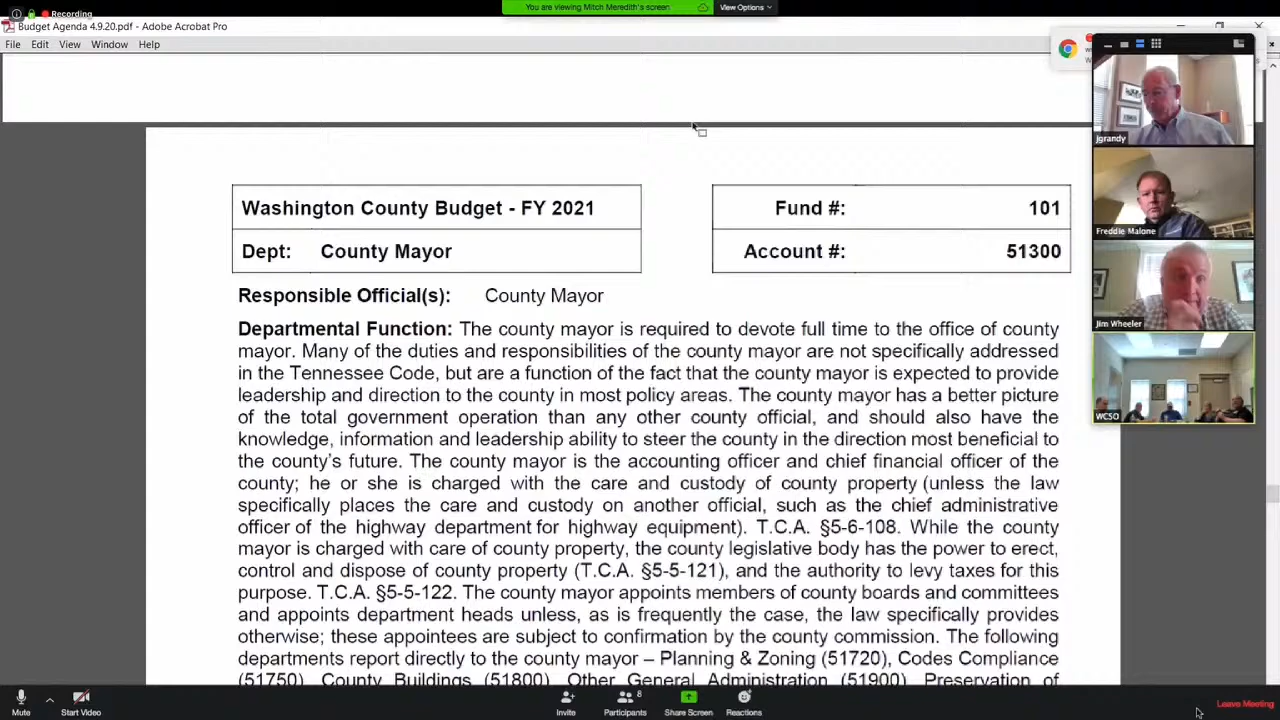 Recording
You are viewing Mitch Meredith's screen
View Options
Budget Agenda 4.9.20.pdf - Adobe Acrobat Pro
File Edit View Window Help
jgrandy
Freddie Malone
Jim Wheeler
WCSO
Washington County Budget - FY 2021
Dept: County Mayor
Fund #: 101
Account #: 51300
Responsible Official(s): County Mayor
Departmental Function: The county mayor is required to devote full time to the office of county
mayor. Many of the duties and responsibilities of the county mayor are not specifically addressed
in the Tennessee Code, but are a function of the fact that the county mayor is expected to provide
leadership and direction to the county in most policy areas. The county mayor has a better picture
of the total government operation than any other county official, and should also have the
knowledge, information and leadership ability to steer the county in the direction most beneficial to
the county's future. The county mayor is the accounting officer and chief financial officer of the
county; he or she is charged with the care and custody of county property (unless the law
specifically places the care and custody on another official, such as the chief administrative
officer of the highway department for highway equipment). T.C.A. §5-6-108. While the county
mayor is charged with care of county property, the county legislative body has the power to erect,
control and dispose of county property (T.C.A. §5-5-121), and the authority to levy taxes for this
purpose. T.C.A. §5-5-122. The county mayor appoints members of county boards and committees
and appoints department heads unless, as is frequently the case, the law specifically provides
otherwise; these appointees are subject to confirmation by the county commission. The following
departments report directly to the county mayor – Planning & Zoning (51720), Codes Compliance
(51750), County Buildings (51800), Other General Administration (51900), Preservation of
Mute Start Video Invite Participants 8 Share Screen Reactions Leave Meeting